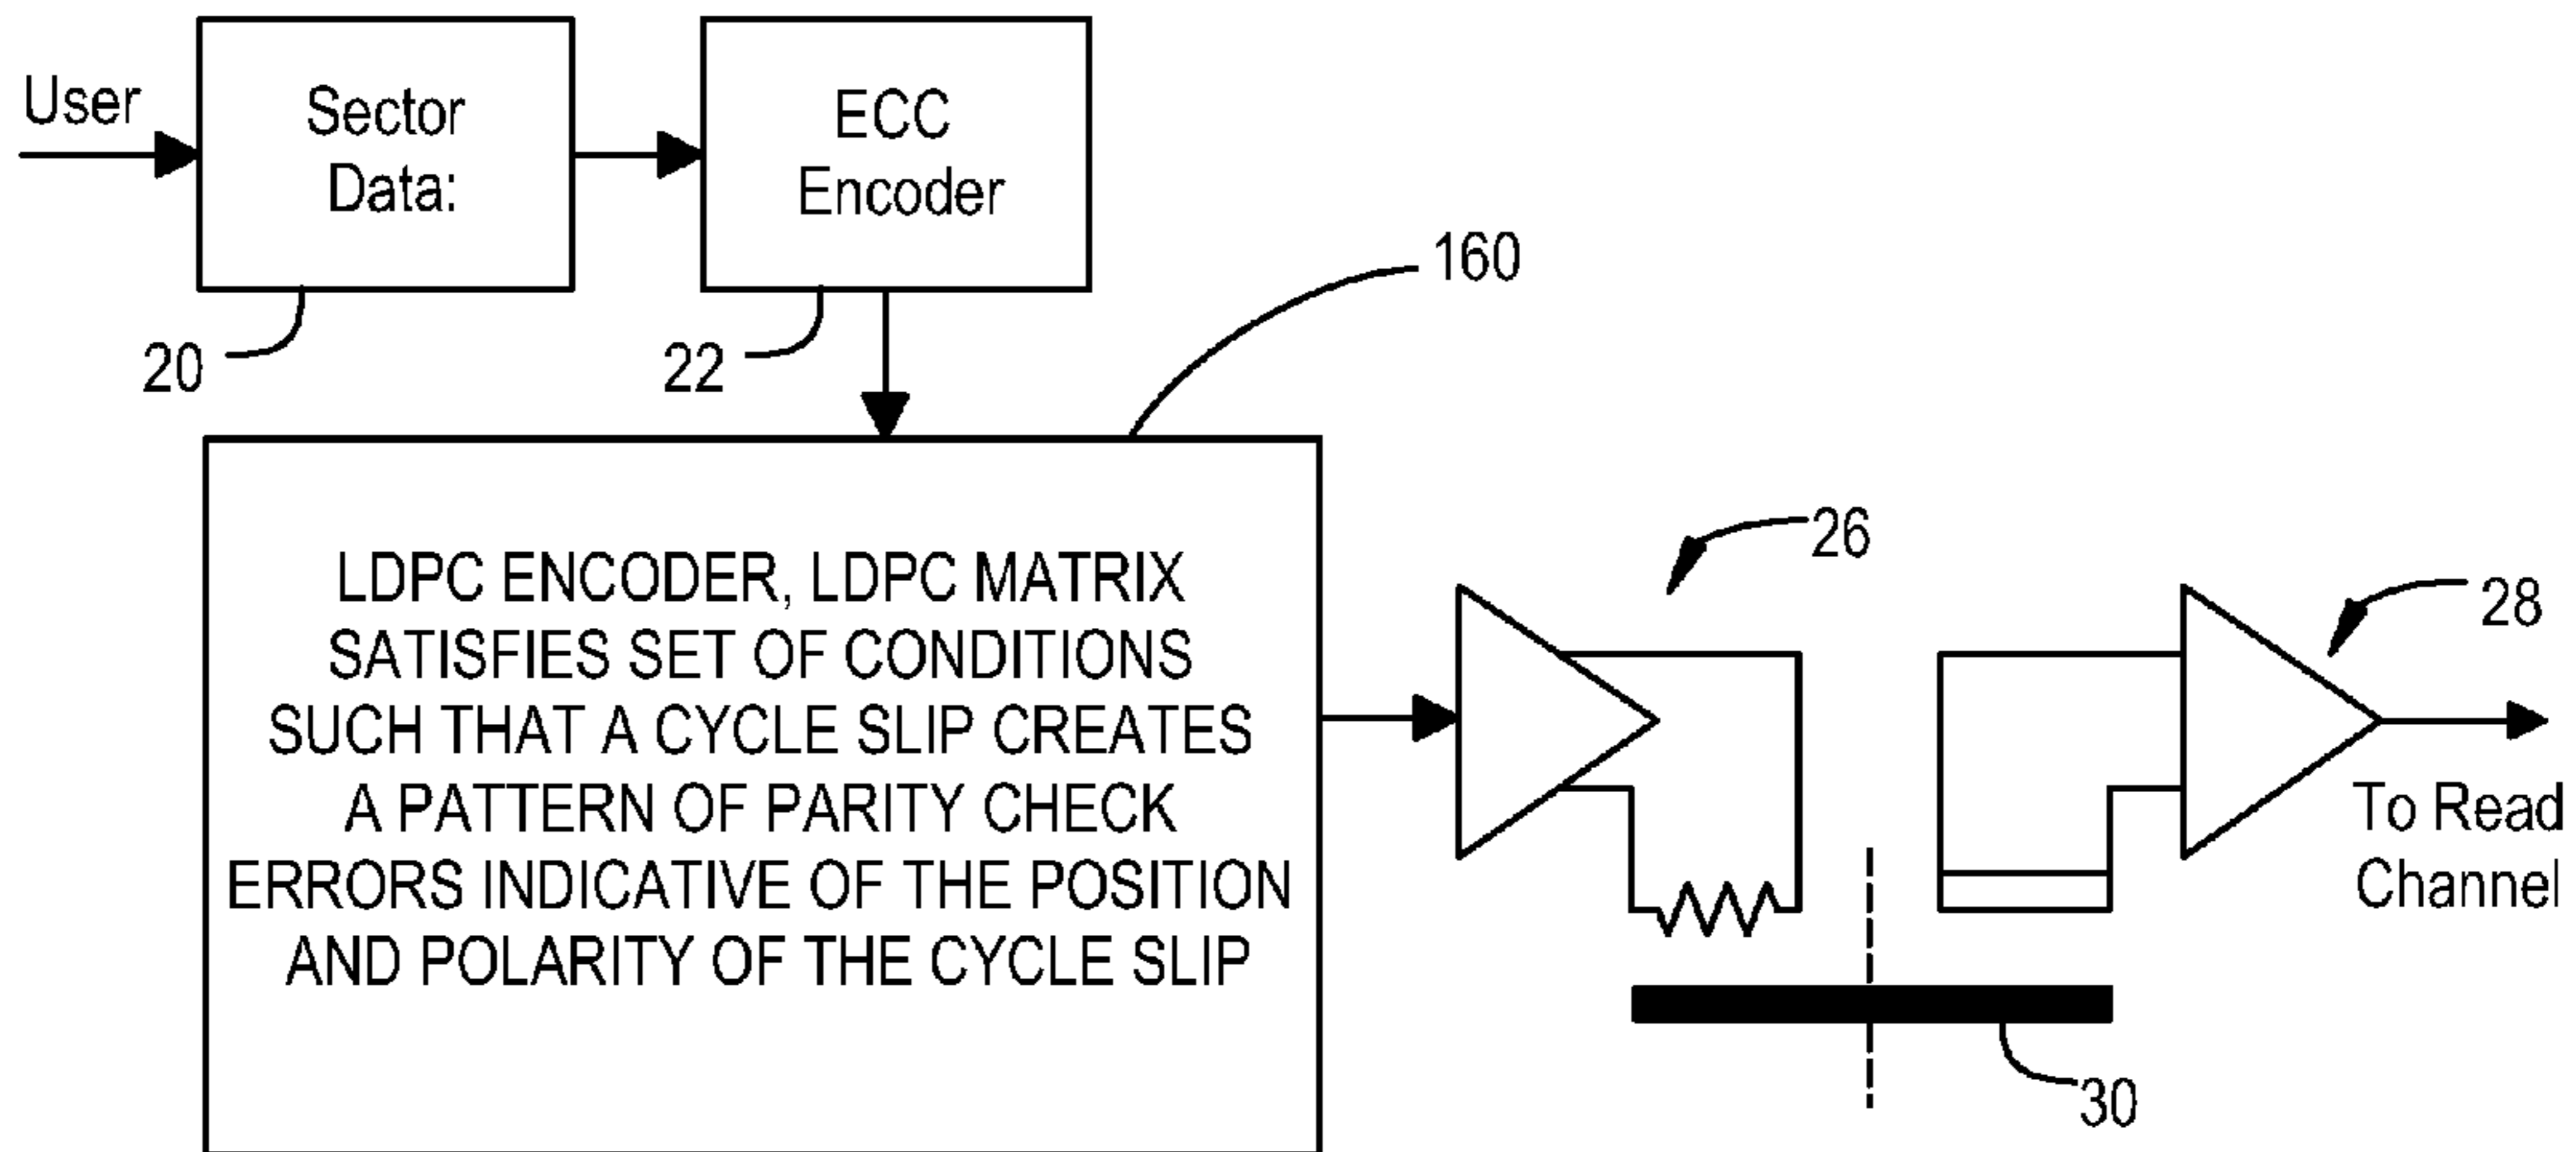 User
Sector
Data:
ECC
Encoder
20
22
160
LDPC ENCODER, LDPC MATRIX
SATISFIES SET OF CONDITIONS
SUCH THAT A CYCLE SLIP CREATES
A PATTERN OF PARITY CHECK
ERRORS INDICATIVE OF THE POSITION
AND POLARITY OF THE CYCLE SLIP
26
28
To Read
Channel
30